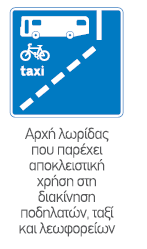 taxi
Αρχή λωρίδας
που παρέχει
αποκλειστική
χρήση στη
διακίνηση
ποδηλατών, ταξί
και λεωφορείων